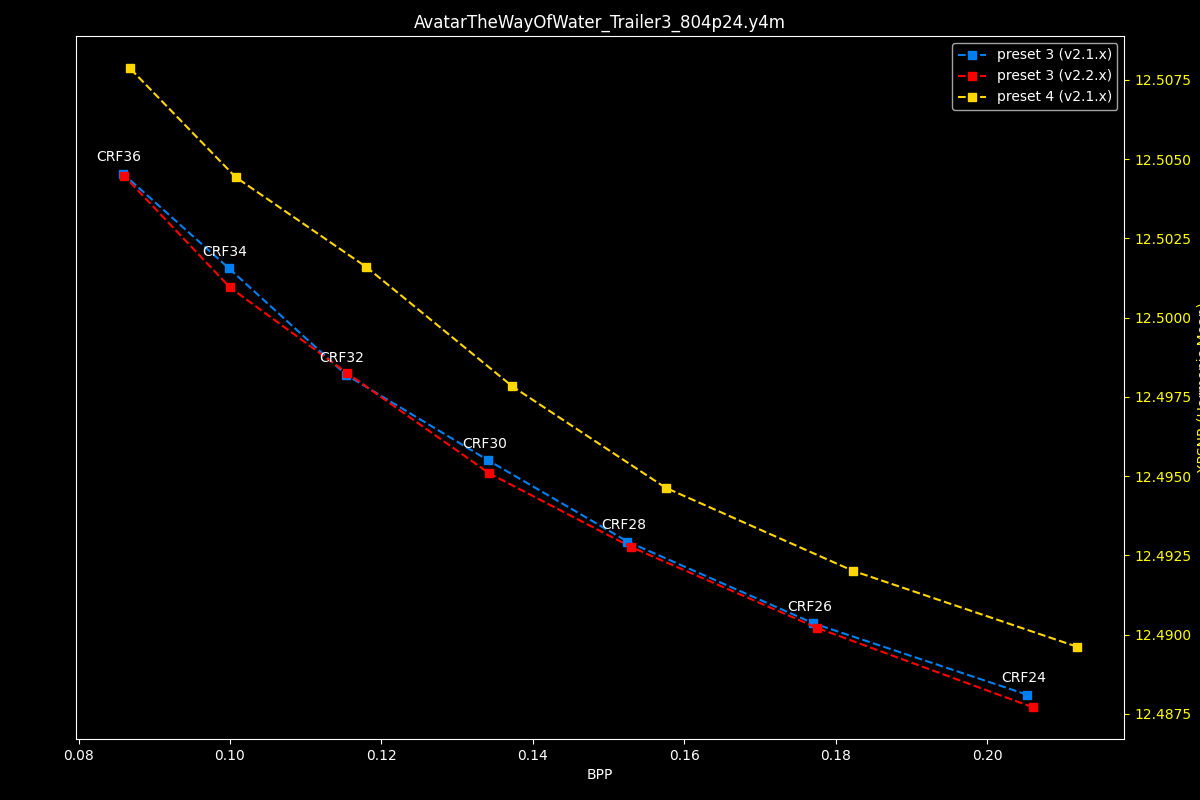 AvatarTheWayOfWater_Trailer3_804p24.y4m
preset 3 (v2.1.x)
preset 3 (v2.2.x)
preset 4 (v2.1.x)
12.5075
CRF36
12.5050
12.5025
CRF34
12.5000
CRF32
12.4975
CRF30
12.4950
CRF28
12.4925
CRF26
12.4900
CRF24
12.4875
0.08 0.10 0.12 0.14 0.16 0.18 0.20
BPP